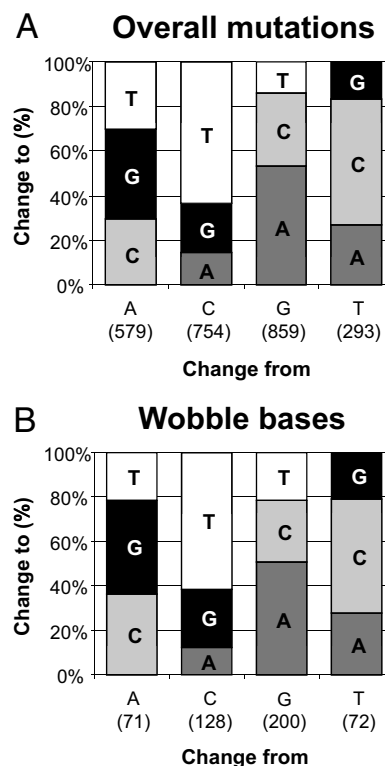 A Overall mutations
Change to (%)
100%
80%
60%
40%
20%
0%
T
G
C
T
G
A
T
C
A
G
C
A
A C G T
(579) (754) (859) (293)
Change from
B Wobble bases
Change to (%)
100%
80%
60%
40%
20%
0%
T
G
C
T
G
A
T
C
A
G
C
A
A C G T
(71) (128) (200) (72)
Change from